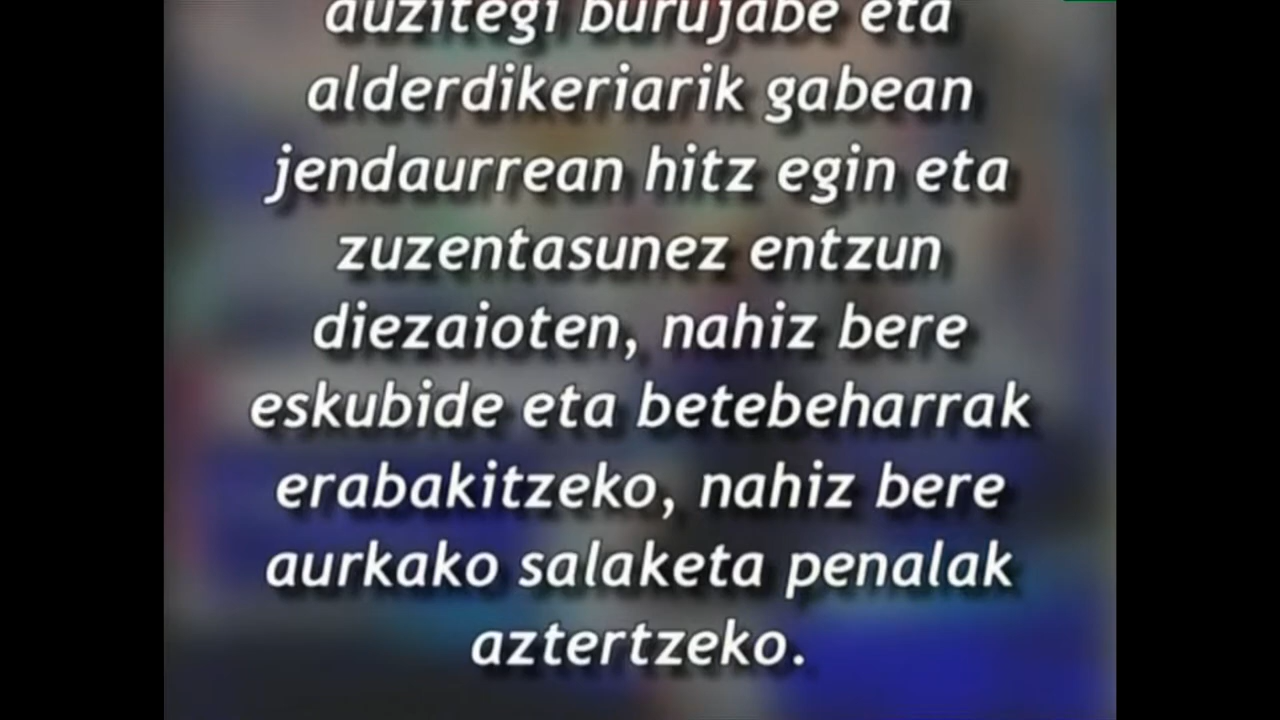 auzitegi burujabe eta
alderdikeriarik gabean
jendaurrean hitz egin eta
zuzentasunez entzun
diezaioten, nahiz bere
eskubide eta betebeharrak
erabakitzeko, nahiz bere
aurkako salaketa penalak
aztertzeko.